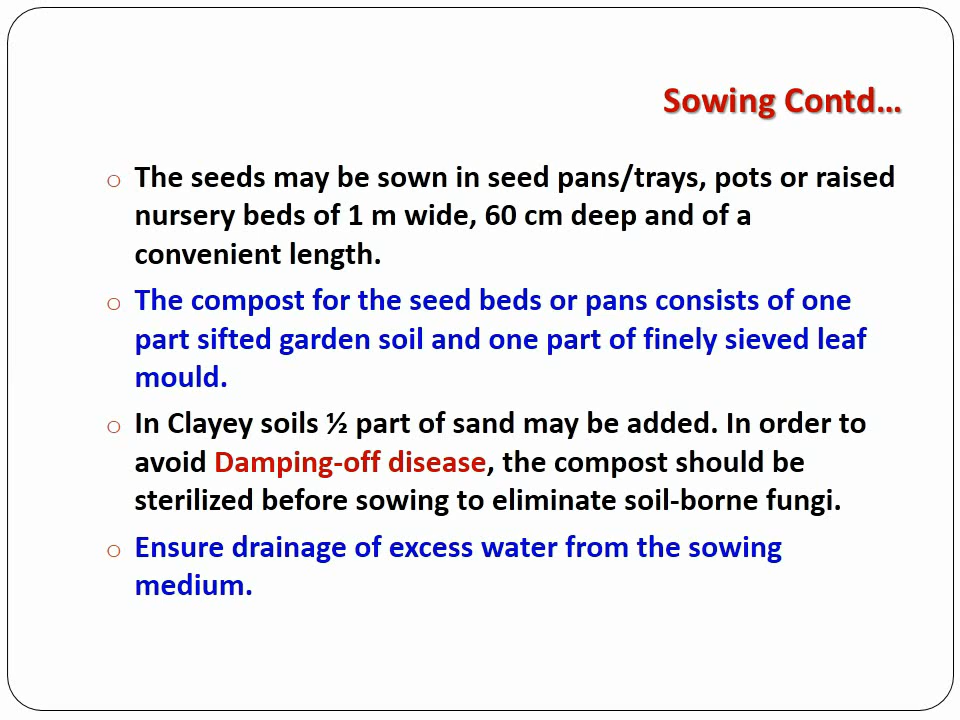 Sowing Contd...
o The seeds may be sown in seed pans/trays, pots or raised
nursery beds of 1 m wide, 60 cm deep and of a
convenient length.
o The compost for the seed beds or pans consists of one
part sifted garden soil and one part of finely sieved leaf
mould.
o In Clayey soils ½ part of sand may be added. In order to
avoid Damping-off disease, the compost should be
sterilized before sowing to eliminate soil-borne fungi.
o Ensure drainage of excess water from the sowing
medium.